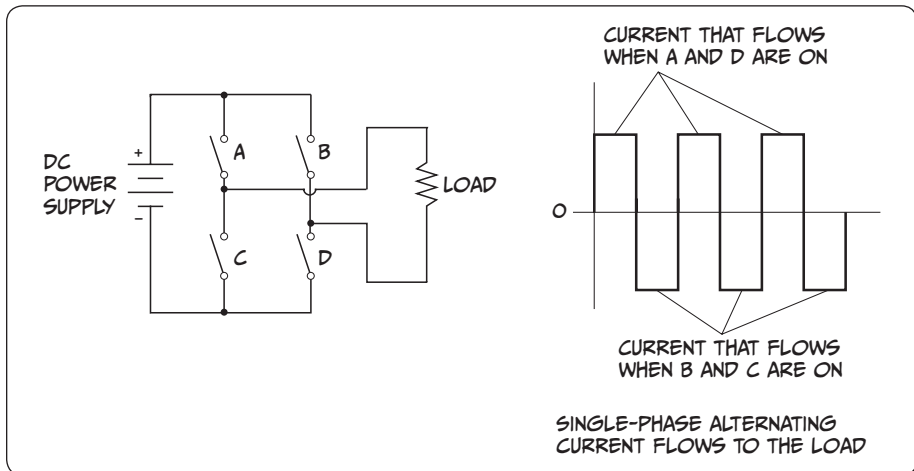 DC
POWER
SUPPLY
+
−
A
B
C
D
LOAD
CURRENT THAT FLOWS
WHEN A AND D ARE ON
0
CURRENT THAT FLOWS
WHEN B AND C ARE ON
SINGLE-PHASE ALTERNATING
CURRENT FLOWS TO THE LOAD